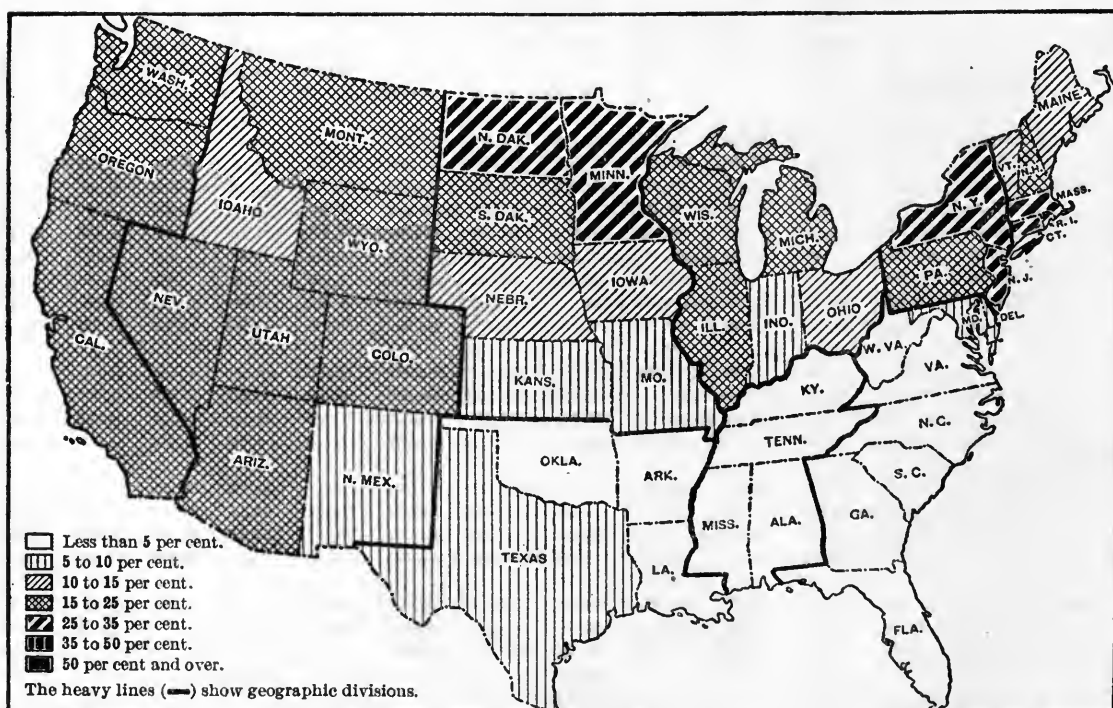 WASH.
MONT.
N. DAK.
MINN.
MAINE.
OREGON
IDAHO
S. DAK.
WIS.
MICH.
VT.
N.H.
MASS.
N. Y.
R. I.
CT.
WYO.
NEBR.
IOWA
PA.
N. J.
NEV.
UTAH
COLO.
ILL.
IND.
OHIO
MD.
DEL.
CAL.
KANS.
MO.
W. VA.
VA.
KY.
ARIZ.
N. MEX.
OKLA.
ARK.
TENN.
N. C.
S. C.
TEXAS
LA.
MISS.
ALA.
GA.
FLA.
Less than 5 per cent.
5 to 10 per cent.
10 to 15 per cent.
15 to 25 per cent.
25 to 35 per cent.
35 to 50 per cent.
50 per cent and over.
The heavy lines (▬) show geographic divisions.